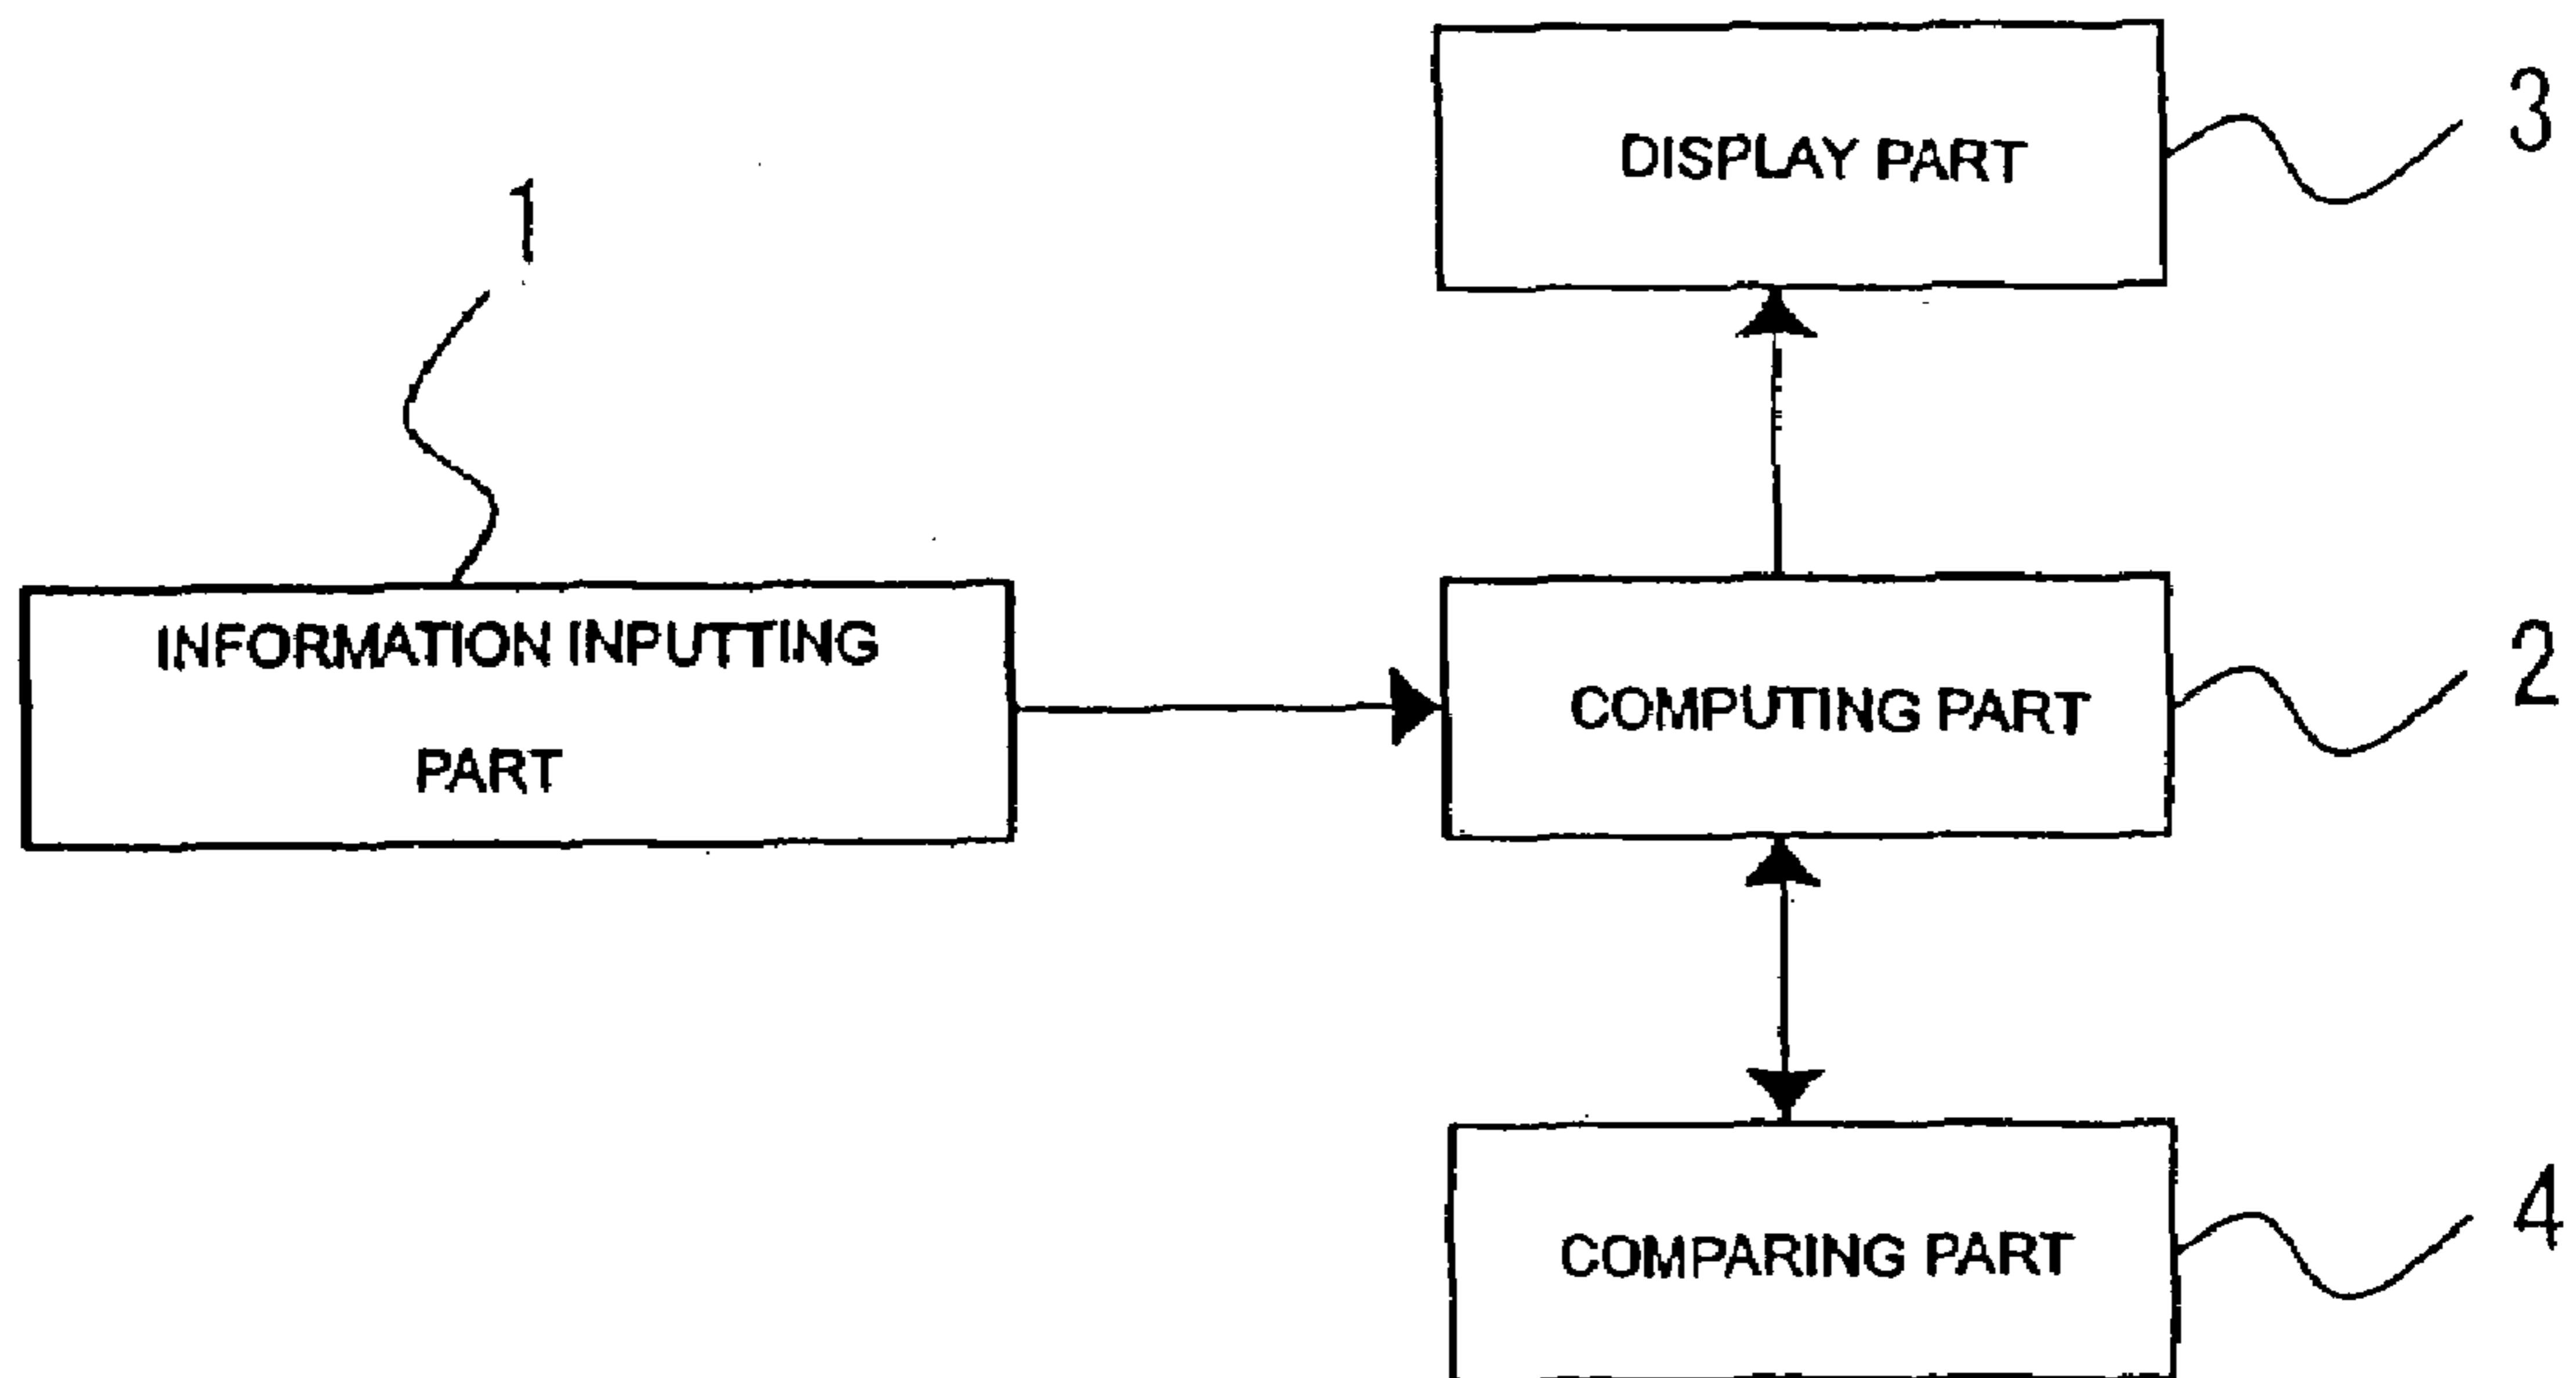 DISPLAY PART
3
1
INFORMATION INPUTTING
PART
COMPUTING PART
2
COMPARING PART
4